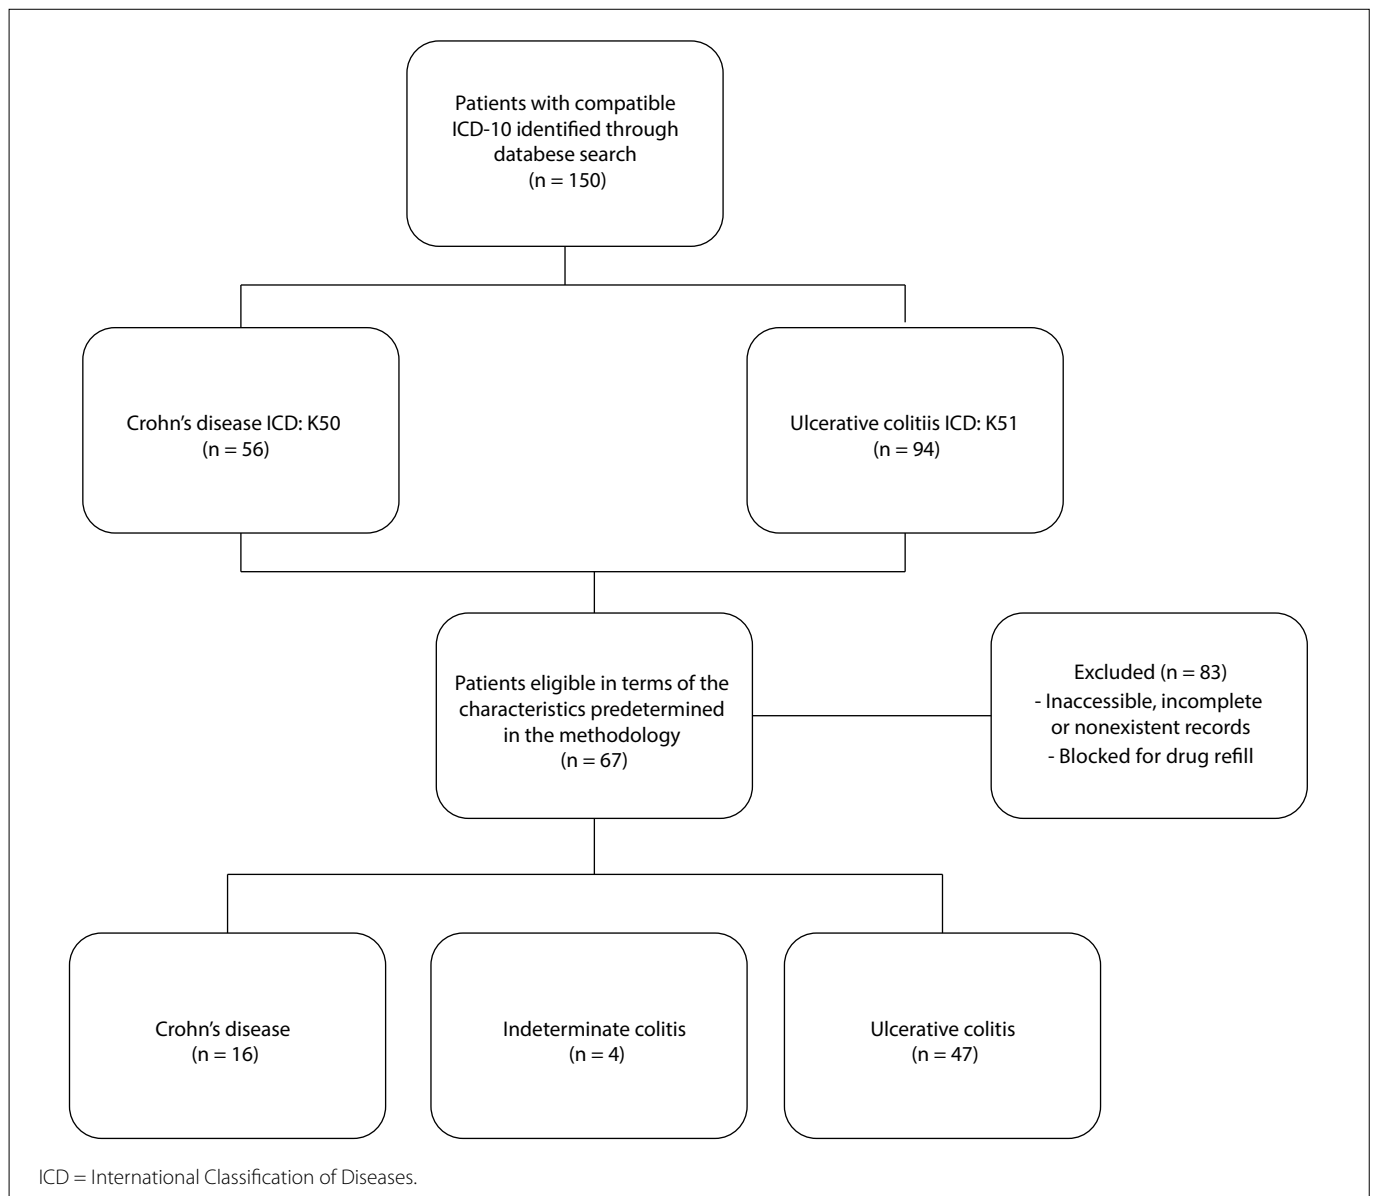 Patients with compatible
ICD-10 identified through
databese search
(n = 150)
Crohn's disease ICD: K50
(n = 56)
Ulcerative colitiis ICD: K51
(n = 94)
Patients eligible in terms of the
characteristics predetermined
in the methodology
(n = 67)
Excluded (n = 83)
- Inaccessible, incomplete
or nonexistent records
- Blocked for drug refill
Crohn's disease
(n = 16)
Indeterminate colitis
(n = 4)
Ulcerative colitis
(n = 47)
ICD = International Classification of Diseases.